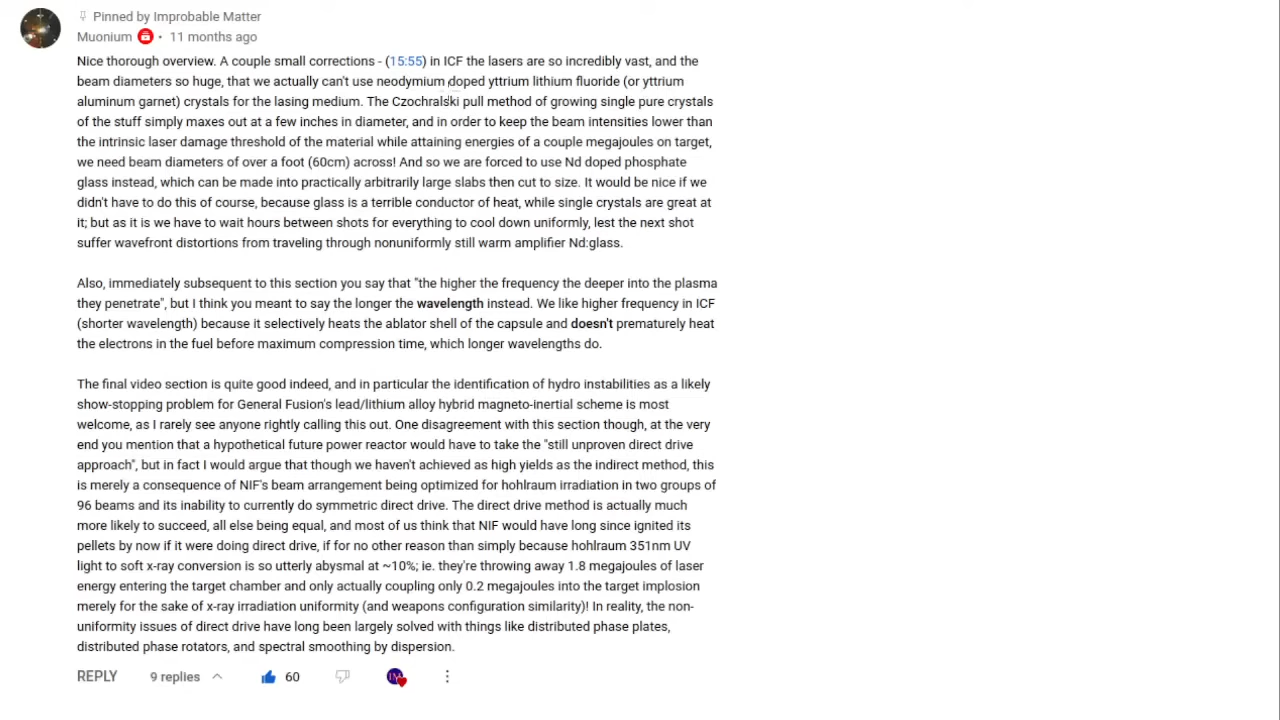 Pinned by Improbable Matter
Muonium · 11 months ago
Nice thorough overview. A couple small corrections - (15:55) in ICF the lasers are so incredibly vast, and the
beam diameters so huge, that we actually can't use neodymium doped yttrium lithium fluoride (or yttrium
aluminum garnet) crystals for the lasing medium. The Czochralski pull method of growing single pure crystals
of the stuff simply maxes out at a few inches in diameter, and in order to keep the beam intensities lower than
the intrinsic laser damage threshold of the material while attaining energies of a couple megajoules on target,
we need beam diameters of over a foot (60cm) across! And so we are forced to use Nd doped phosphate
glass instead, which can be made into practically arbitrarily large slabs then cut to size. It would be nice if we
didn't have to do this of course, because glass is a terrible conductor of heat, while single crystals are great at
it; but as it is we have to wait hours between shots for everything to cool down uniformly, lest the next shot
suffer wavefront distortions from traveling through nonuniformly still warm amplifier Nd:glass.
Also, immediately subsequent to this section you say that "the higher the frequency the deeper into the plasma
they penetrate", but I think you meant to say the longer the wavelength instead. We like higher frequency in ICF
(shorter wavelength) because it selectively heats the ablator shell of the capsule and doesn't prematurely heat
the electrons in the fuel before maximum compression time, which longer wavelengths do.
The final video section is quite good indeed, and in particular the identification of hydro instabilities as a likely
show-stopping problem for General Fusion's lead/lithium alloy hybrid magneto-inertial scheme is most
welcome, as I rarely see anyone rightly calling this out. One disagreement with this section though, at the very
end you mention that a hypothetical future power reactor would have to take the "still unproven direct drive
approach", but in fact I would argue that though we haven't achieved as high yields as the indirect method, this
is merely a consequence of NIF's beam arrangement being optimized for hohlraum irradiation in two groups of
96 beams and its inability to currently do symmetric direct drive. The direct drive method is actually much
more likely to succeed, all else being equal, and most of us think that NIF would have long since ignited its
pellets by now if it were doing direct drive, if for no other reason than simply because hohlraum 351nm UV
light to soft x-ray conversion is so utterly abysmal at ~10%; ie. they're throwing away 1.8 megajoules of laser
energy entering the target chamber and only actually coupling only 0.2 megajoules into the target implosion
merely for the sake of x-ray irradiation uniformity (and weapons configuration similarity)! In reality, the non-
uniformity issues of direct drive have long been largely solved with things like distributed phase plates,
distributed phase rotators, and spectral smoothing by dispersion.
REPLY 9 replies 60